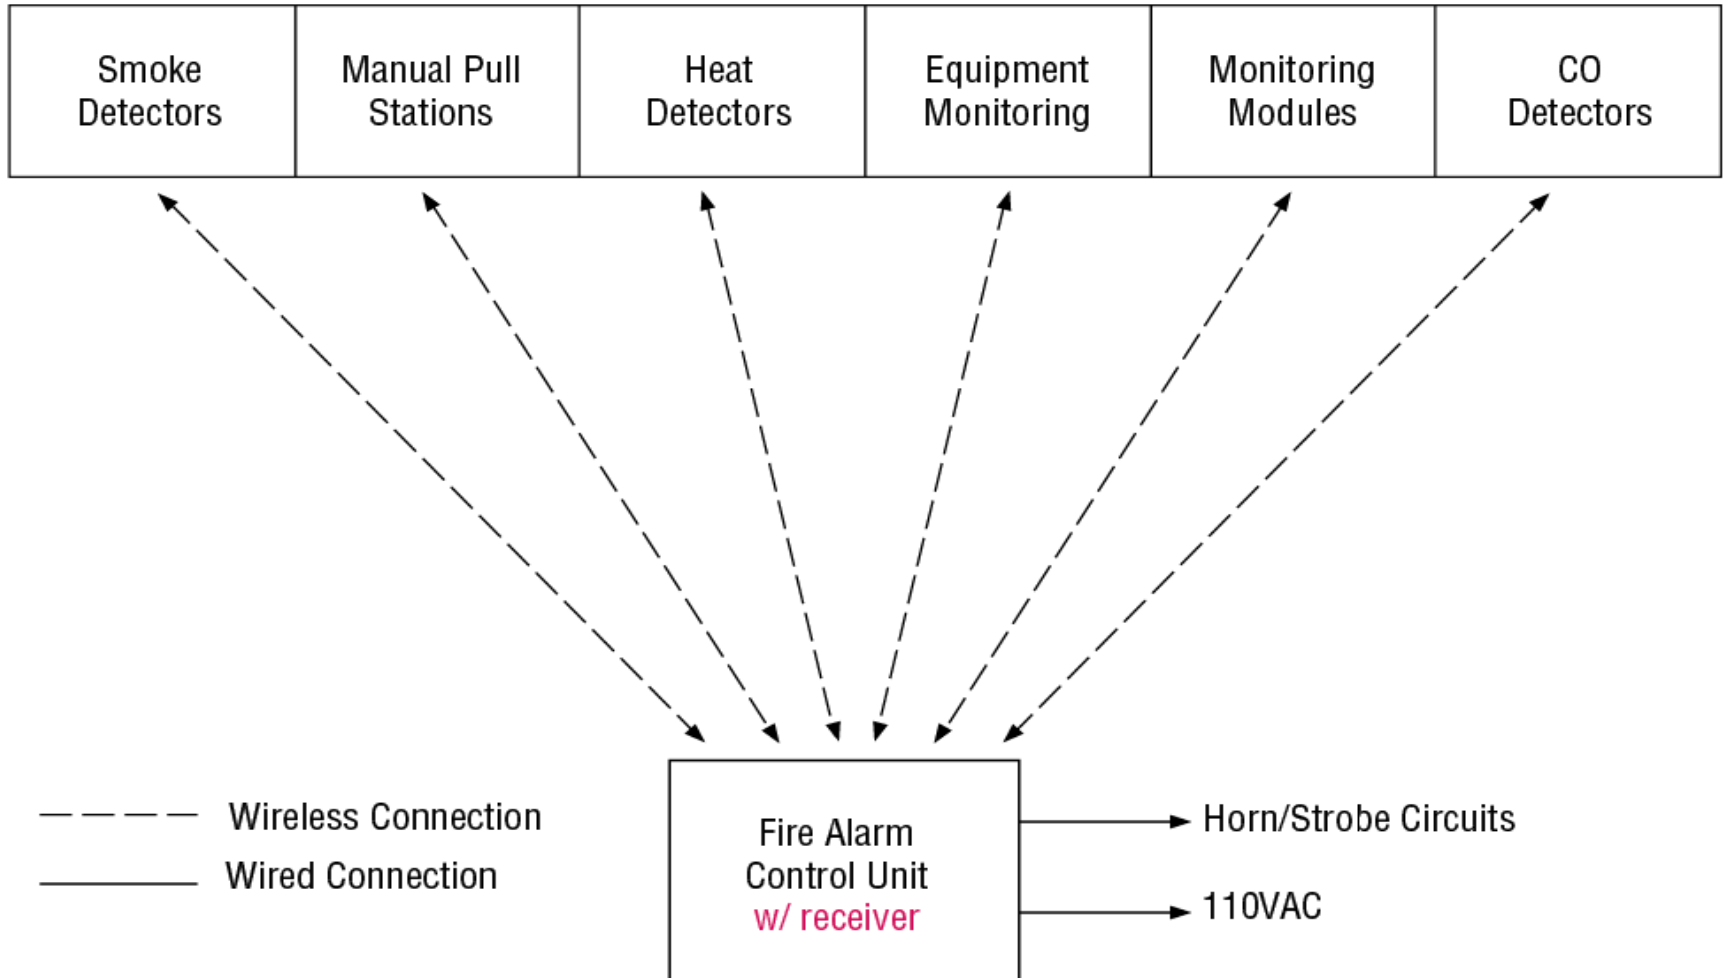 Smoke
Detectors
Manual Pull
Stations
Heat
Detectors
Equipment
Monitoring
Monitoring
Modules
CO
Detectors
Wireless Connection
Wired Connection
Fire Alarm
Control Unit
w/ receiver
Horn/Strobe Circuits
110VAC